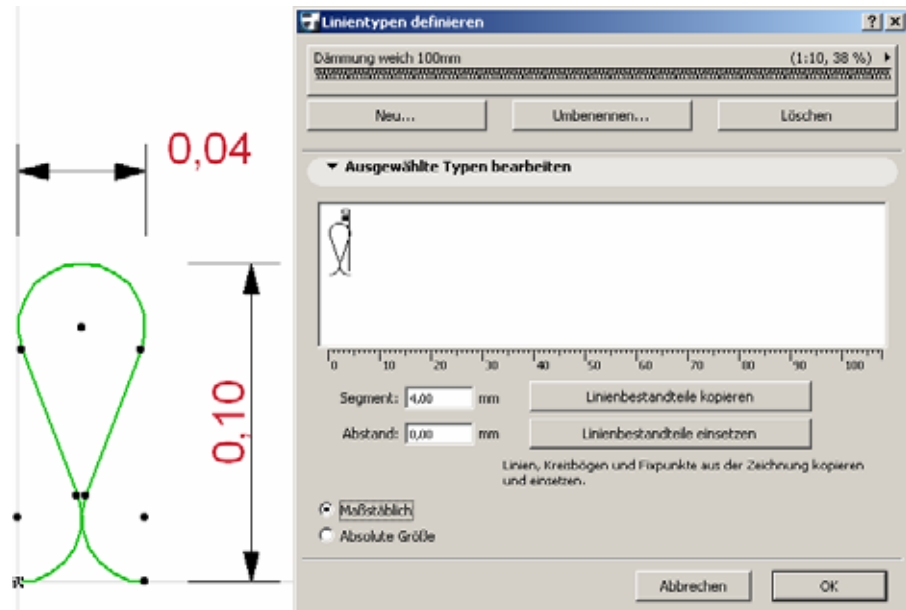 0,04
0,10
Linientypen definieren
Dämmung weich 100mm (1:10, 38 %)
Neu... Umbenennen... Löschen
Ausgewählte Typen bearbeiten
0 10 20 30 40 50 60 70 80 90 100
Segment: 4,00 mm Linienbestandteile kopieren
Abstand: 0,00 mm Linienbestandteile einsetzen
Linien, Kreisbögen und Fixpunkte aus der Zeichnung kopieren
und einsetzen.
Maßstäblich
Absolute Größe
Abbrechen OK